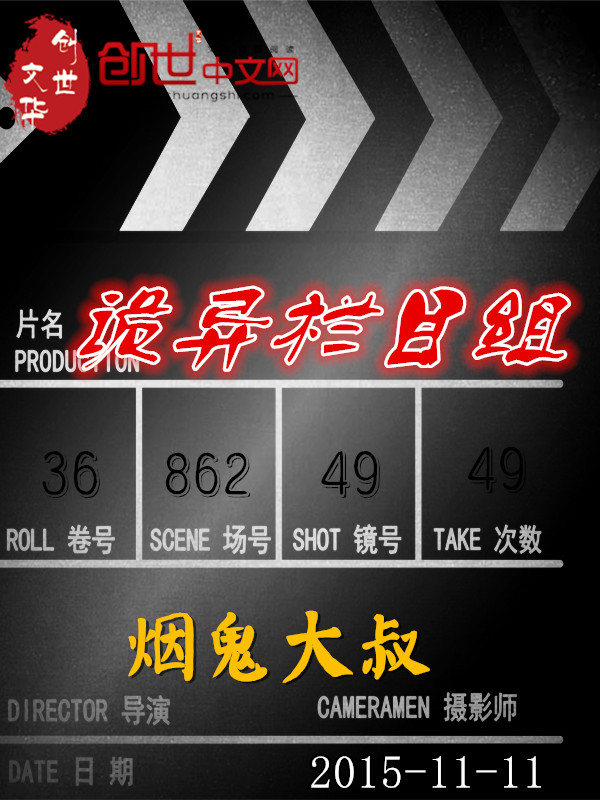 创世
文华
创世中文网
阅读
chuangshi.com
片名
诡异栏目组
PRODUCTION
36 862 49 49
ROLL 卷号 SCENE 场号 SHOT 镜号 TAKE 次数
烟鬼大叔
DIRECTOR 导演 CAMERAMEN 摄影师
DATE 日期 2015-11-11